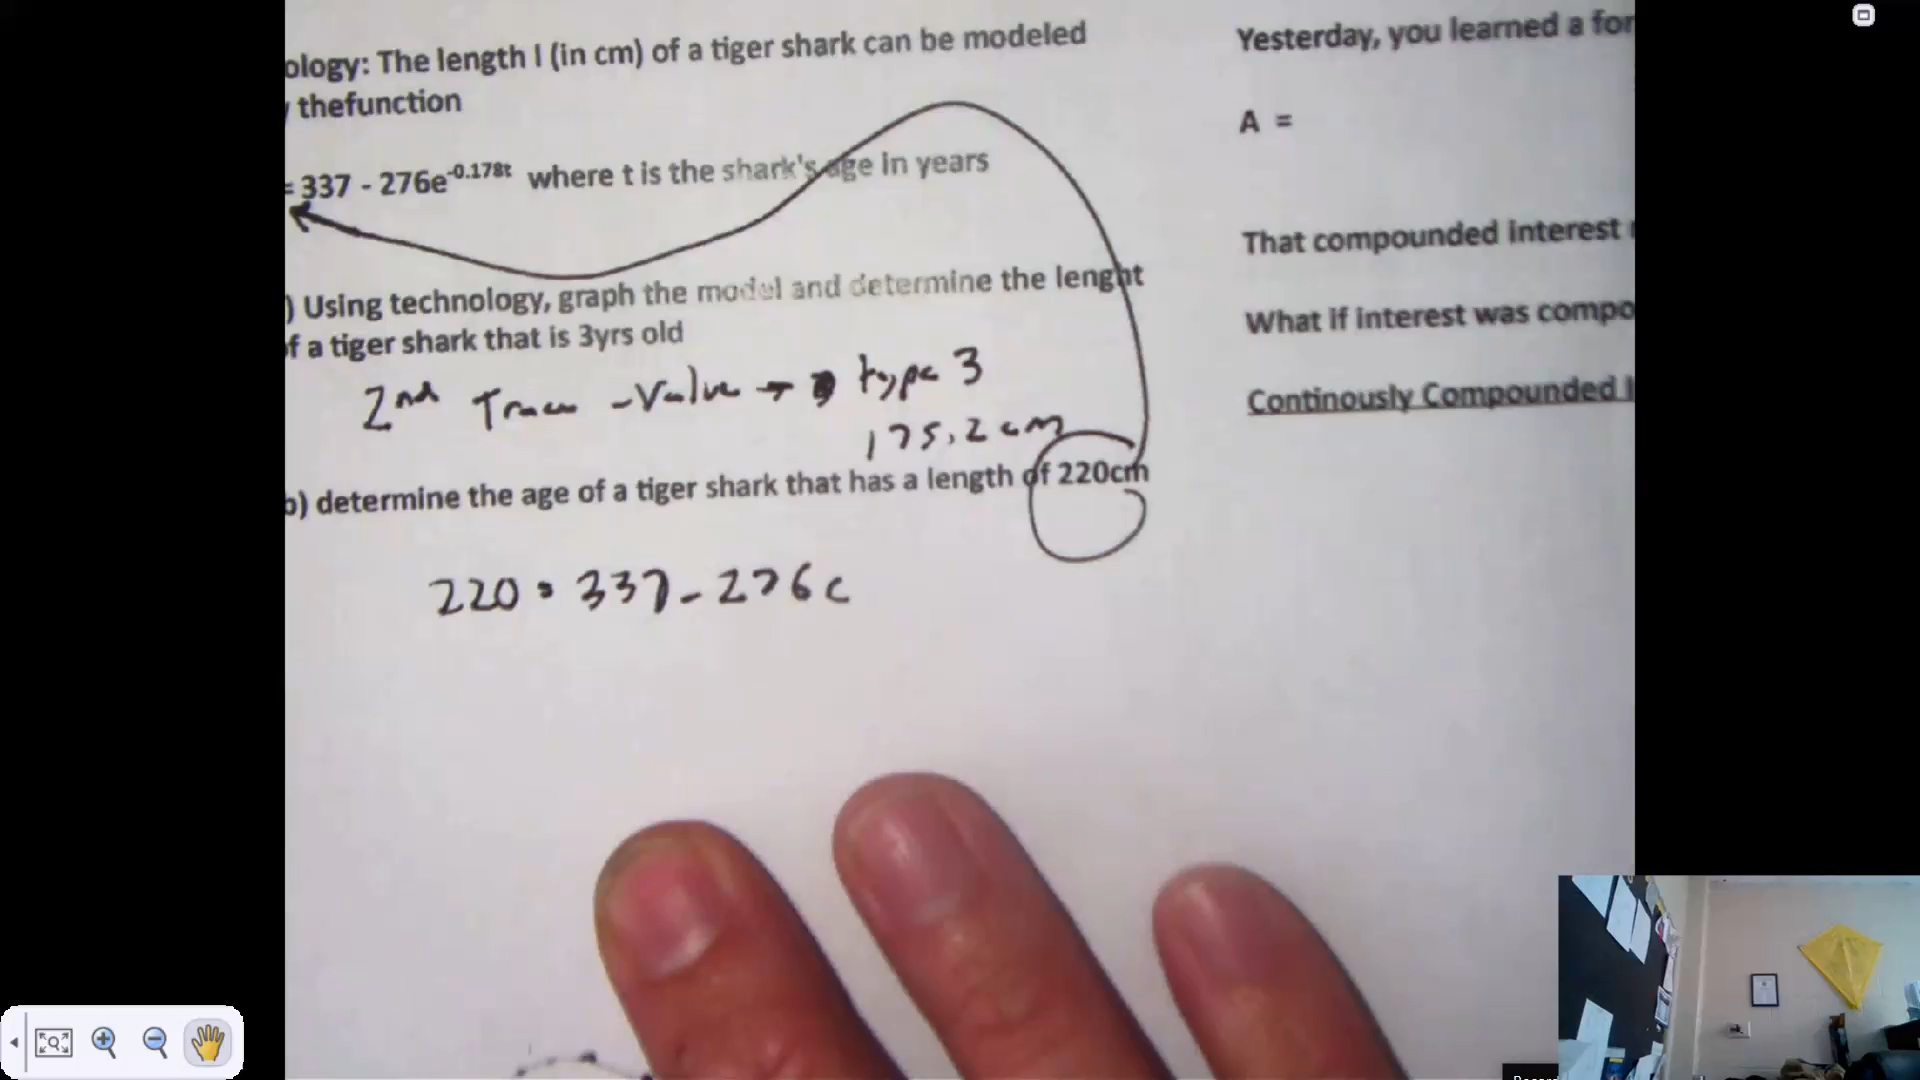 ology: The length l (in cm) of a tiger shark can be modeled
thefunction
= 337 - 276e-0.178t where t is the shark's age in years
) Using technology, graph the model and determine the lenght
f a tiger shark that is 3yrs old
2nd Trace - Value → type 3
175.2 cm
b) determine the age of a tiger shark that has a length of 220cm
220 = 337 - 276e
Yesterday, you learned a for
A =
That compounded interest
What if interest was compo
Continously Compounded I